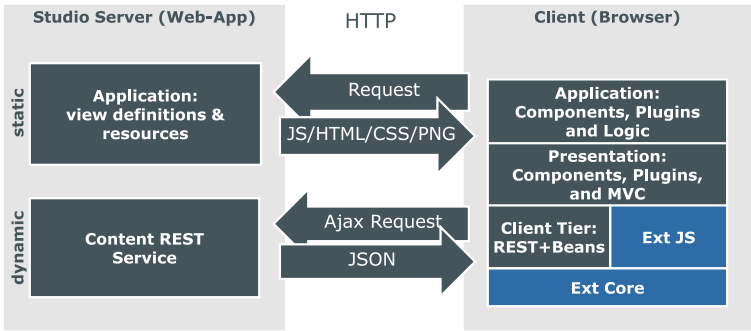 Studio Server (Web-App)
HTTP
Client (Browser)
static
Application:
view definitions &
resources
Request
JS/HTML/CSS/PNG
Application:
Components, Plugins
and Logic
Presentation:
Components, Plugins,
and MVC
dynamic
Content REST
Service
Ajax Request
JSON
Client Tier:
REST+Beans
Ext JS
Ext Core